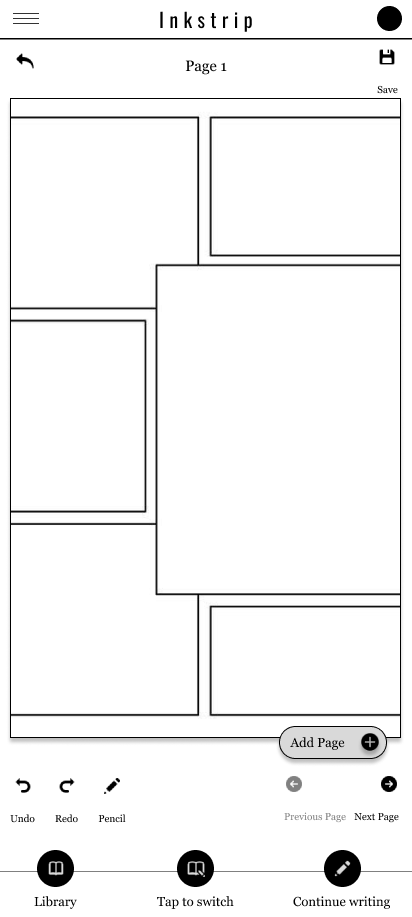 Inkstrip
Page 1
Save
Add Page
Undo Redo Pencil Previous Page Next Page
Library Tap to switch Continue writing